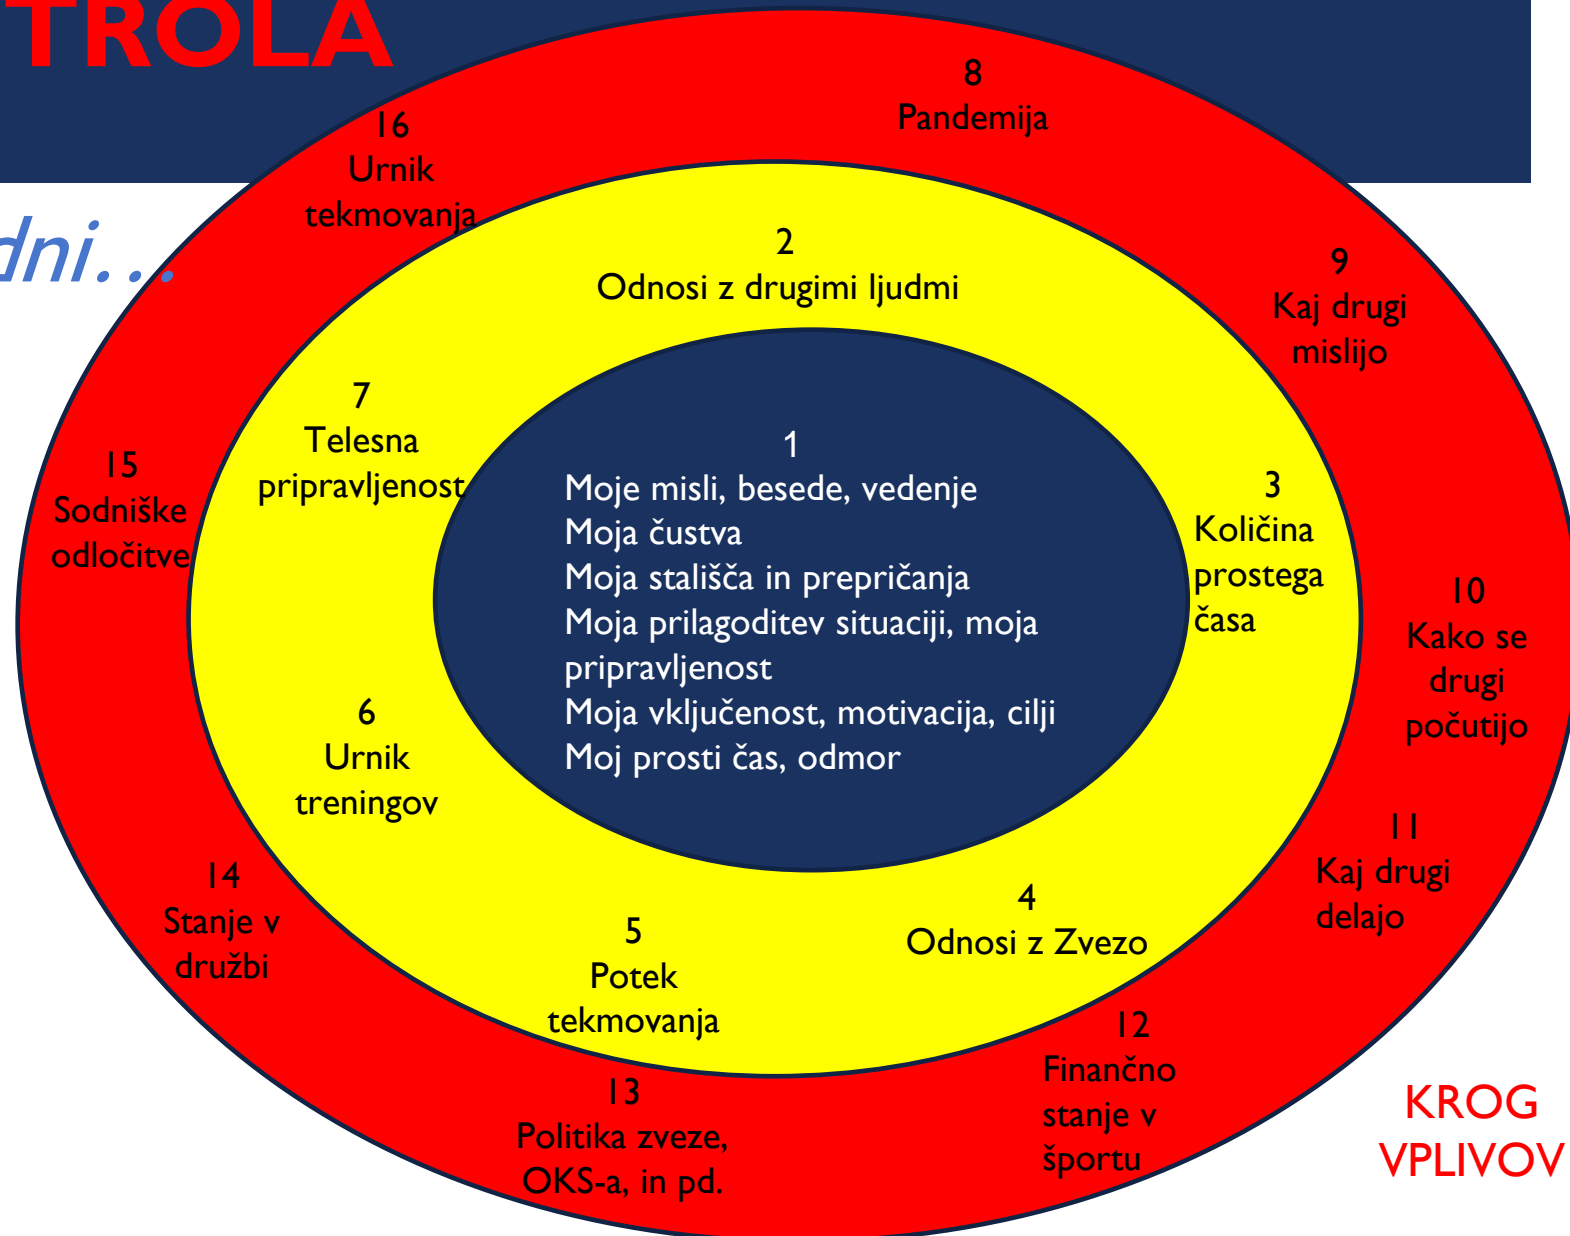 TROLA
dni...
8
Pandemija
16
Urnik
tekmovanja
2
Odnosi z drugimi ljudmi
9
Kaj drugi
mislijo
7
Telesna
pripravljenost
1
Moje misli, besede, vedenje
Moja čustva
Moja stališča in prepričanja
Moja prilagoditev situaciji, moja
pripravljenost
Moja vključenost, motivacija, cilji
Moj prosti čas, odmor
15
Sodniške
odločitve
3
Količina
prostega
časa
10
Kako se
drugi
počutijo
6
Urnik
treningov
11
Kaj drugi
delajo
14
Stanje v
družbi
4
Odnosi z Zvezo
5
Potek
tekmovanja
12
Finančno
stanje v
športu
13
Politika zveze,
OKS-a, in pd.
KROG
VPLIVOV